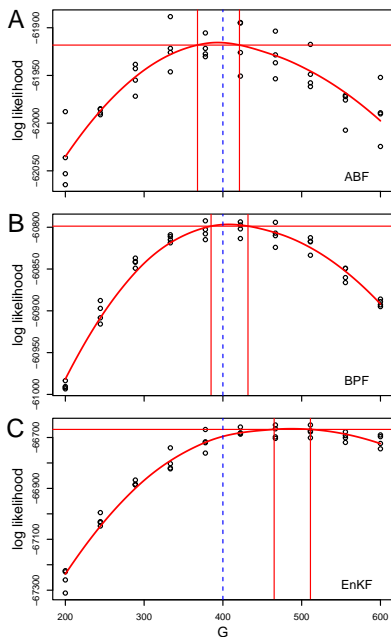 A
log likelihood
−61900
−61950
−62000
−62050
ABF
B
log likelihood
−60800
−60850
−60900
−60950
−61000
BPF
C
log likelihood
−66700
−66900
−67100
−67300
EnKF
200
300
400
500
600
G